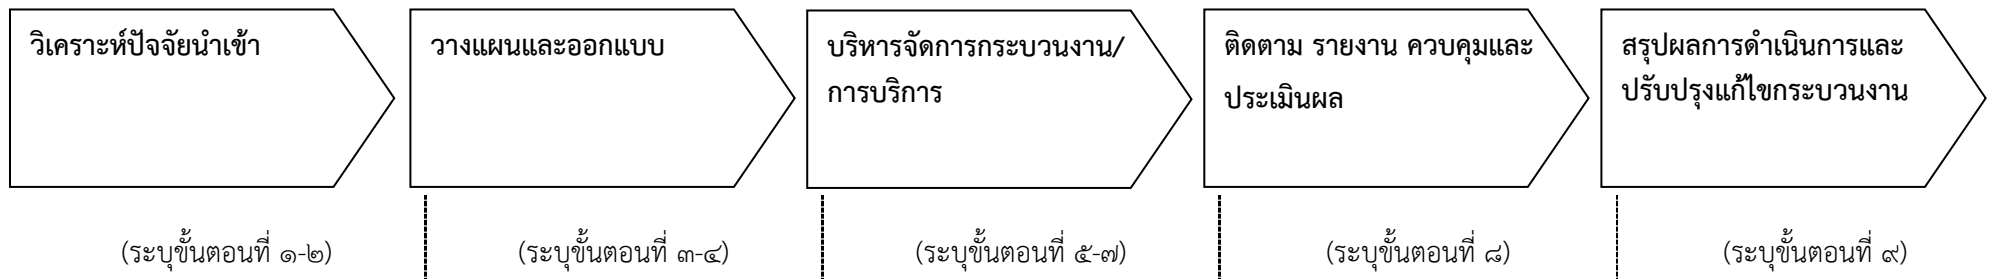 วิเคราะห์ปัจจัยนำเข้า
วางแผนและออกแบบ
บริหารจัดการกระบวนงาน/
การบริการ
ติดตาม รายงาน ควบคุมและ
ประเมินผล
สรุปผลการดำเนินการและ
ปรับปรุงแก้ไขกระบวนงาน
(ระบุขั้นตอนที่ ๑-๒)
(ระบุขั้นตอนที่ ๓-๔)
(ระบุขั้นตอนที่ ๕-๗)
(ระบุขั้นตอนที่ ๘)
(ระบุขั้นตอนที่ ๙)